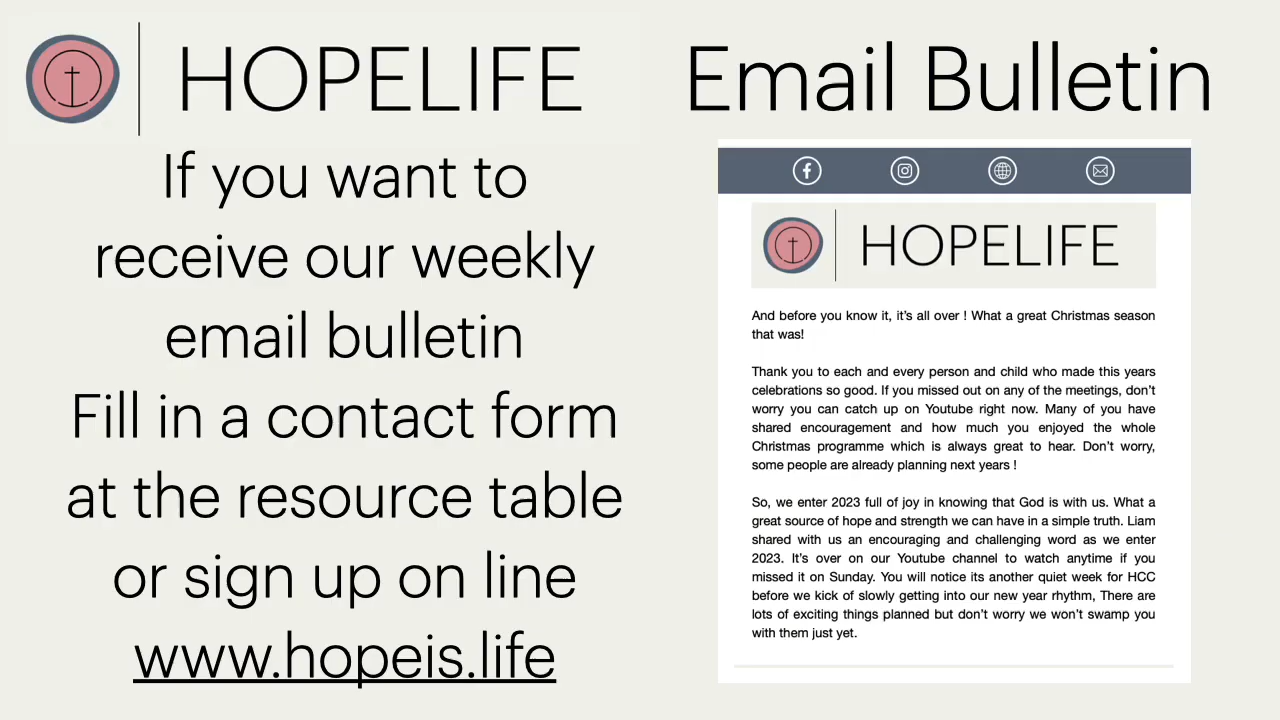 HOPELIFE
If you want to
receive our weekly
email bulletin
Fill in a contact form
at the resource table
or sign up on line
www.hopeis.life
Email Bulletin
HOPELIFE
And before you know it, it's all over ! What a great Christmas season
that was!
Thank you to each and every person and child who made this years
celebrations so good. If you missed out on any of the meetings, don't
worry you can catch up on Youtube right now. Many of you have
shared encouragement and how much you enjoyed the whole
Christmas programme which is always great to hear. Don't worry,
some people are already planning next years !
So, we enter 2023 full of joy in knowing that God is with us. What a
great source of hope and strength we can have in a simple truth. Liam
shared with us an encouraging and challenging word as we enter
2023. It's over on our Youtube channel to watch anytime if you
missed it on Sunday. You will notice its another quiet week for HCC
before we kick of slowly getting into our new year rhythm, There are
lots of exciting things planned but don't worry we won't swamp you
with them just yet.